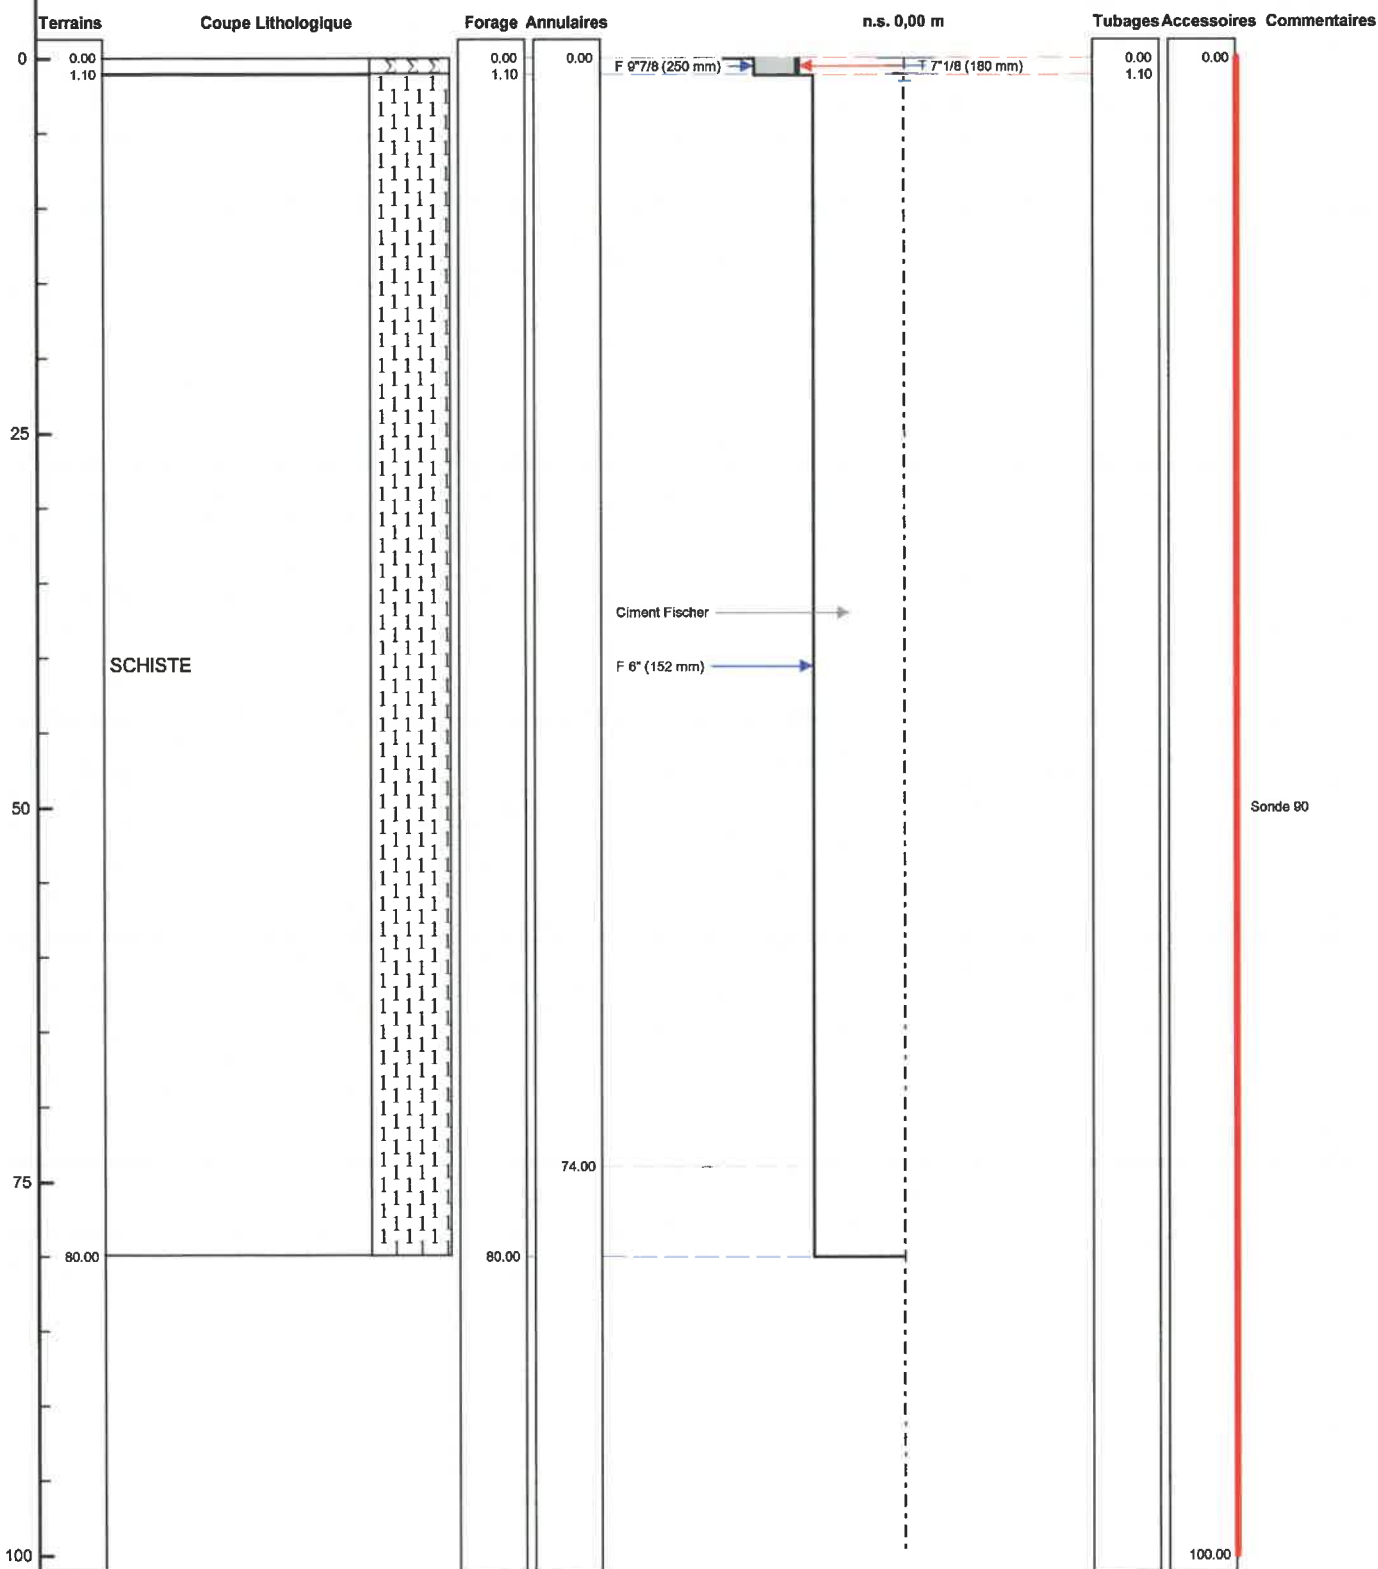 Terrains Coupe Lithologique Forage Annulaires n.s. 0,00 m Tubages Accessoires Commentaires
0 0.00 0.00 0.00 F 9"7/8 (250 mm) T 7"1/8 (180 mm) 0.00 0.00
1.10 1.10 1.10
25
Ciment Fischer
SCHISTE F 6" (152 mm)
50 Sonde 90
74.00
75
80.00 80.00
100 100.00